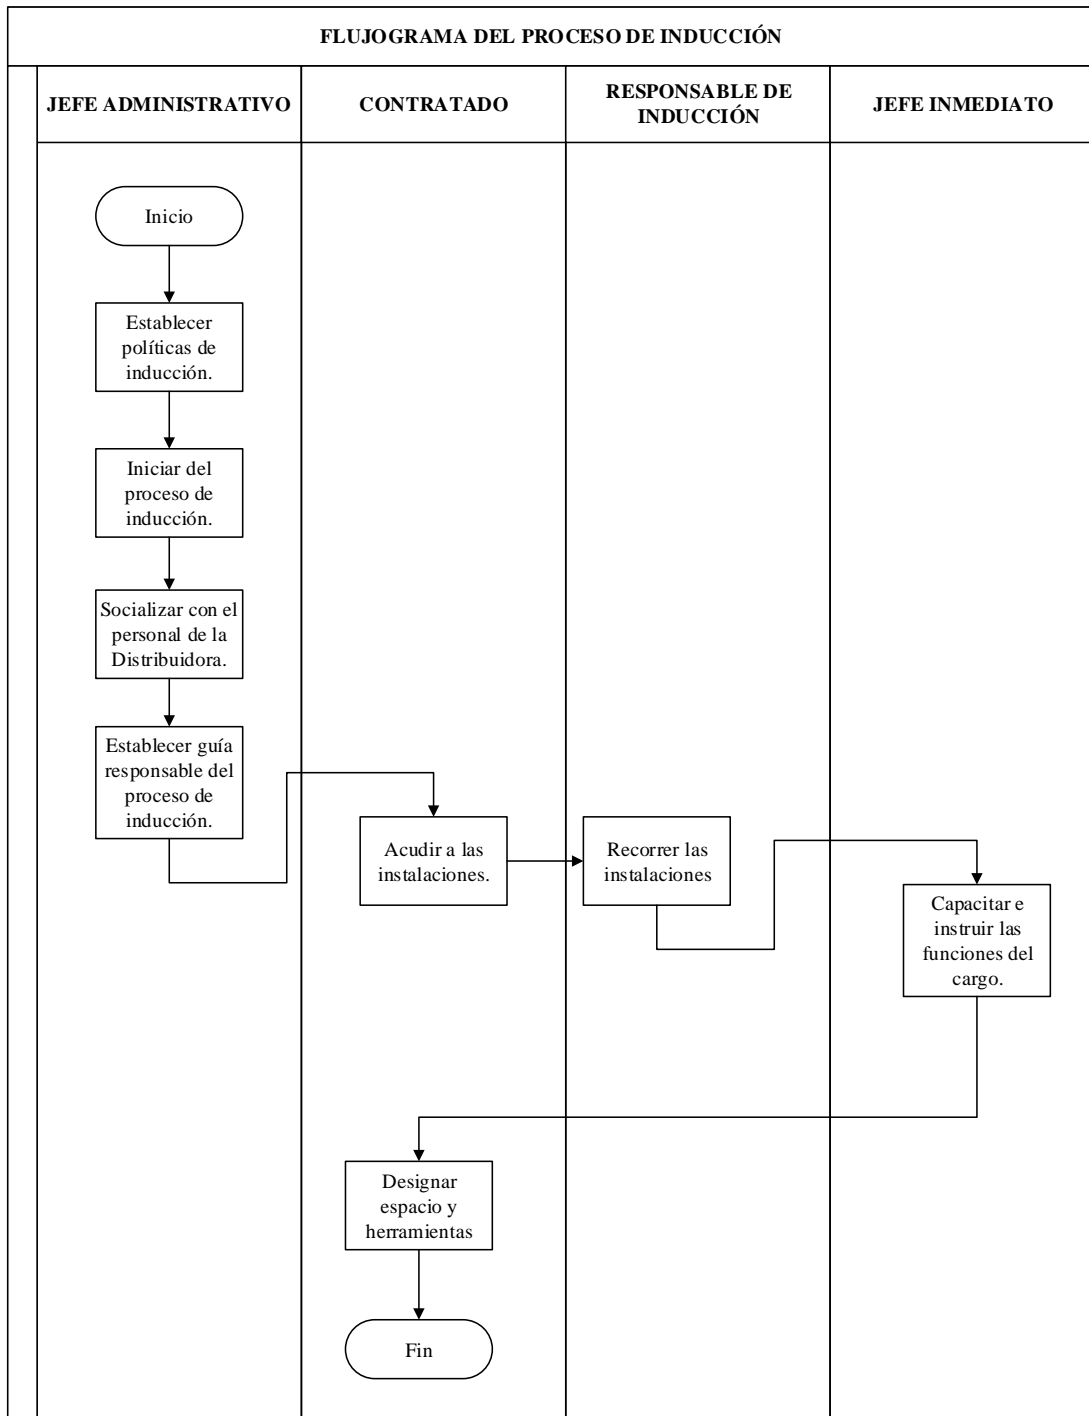 FLUJOGRAMA DEL PROCESO DE INDUCCIÓN
JEFE ADMINISTRATIVO
CONTRATADO
RESPONSABLE DE
INDUCCIÓN
JEFE INMEDIATO
Inicio
Establecer
políticas de
inducción.
Iniciar del
proceso de
inducción.
Socializar con el
personal de la
Distribuidora.
Establecer guía
responsable del
proceso de
inducción.
Acudir a las
instalaciones.
Recorrer las
instalaciones
Capacitar e
instruir las
funciones del
cargo.
Designar
espacio y
herramientas
Fin